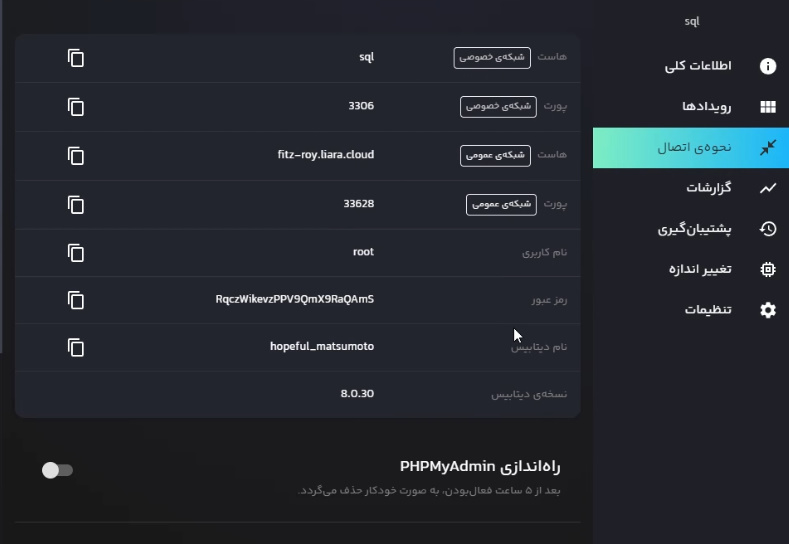 sql
اطلاعات کلی
رویدادها
نحوه‌ی اتصال
گزارشات
پشتیبان‌گیری
تغییر اندازه
تنظیمات
هاست شبکه‌ی خصوصی sql
پورت شبکه‌ی خصوصی 3306
هاست شبکه‌ی عمومی fitz-roy.liara.cloud
پورت شبکه‌ی عمومی 33628
نام کاربری root
رمز عبور RqczWikevzPPV9QmX9RaQAmS
نام دیتابیس hopeful_matsumoto
نسخه‌ی دیتابیس 8.0.30
راه‌اندازی PHPMyAdmin
بعد از ۵ ساعت فعال‌بودن، به صورت خودکار حذف می‌گردد.